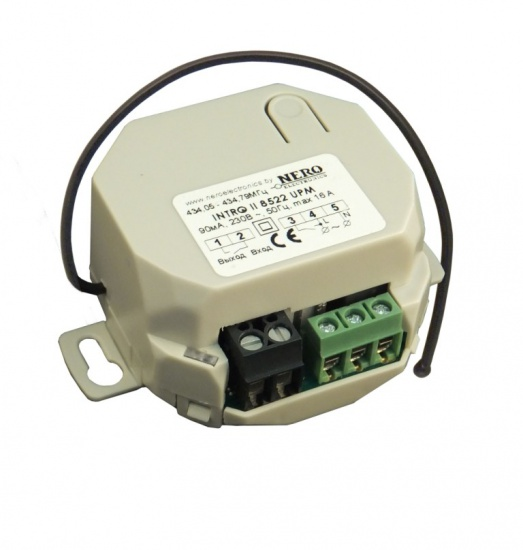 www.neroelectronics.by NERO
ELECTRONICS
434.05 - 434,79МГц
INTRO II 8522 UPM
90мА, 230В ~, 50Гц, max 16 A
1 2 3 4 5
L N
Выход Вход CE